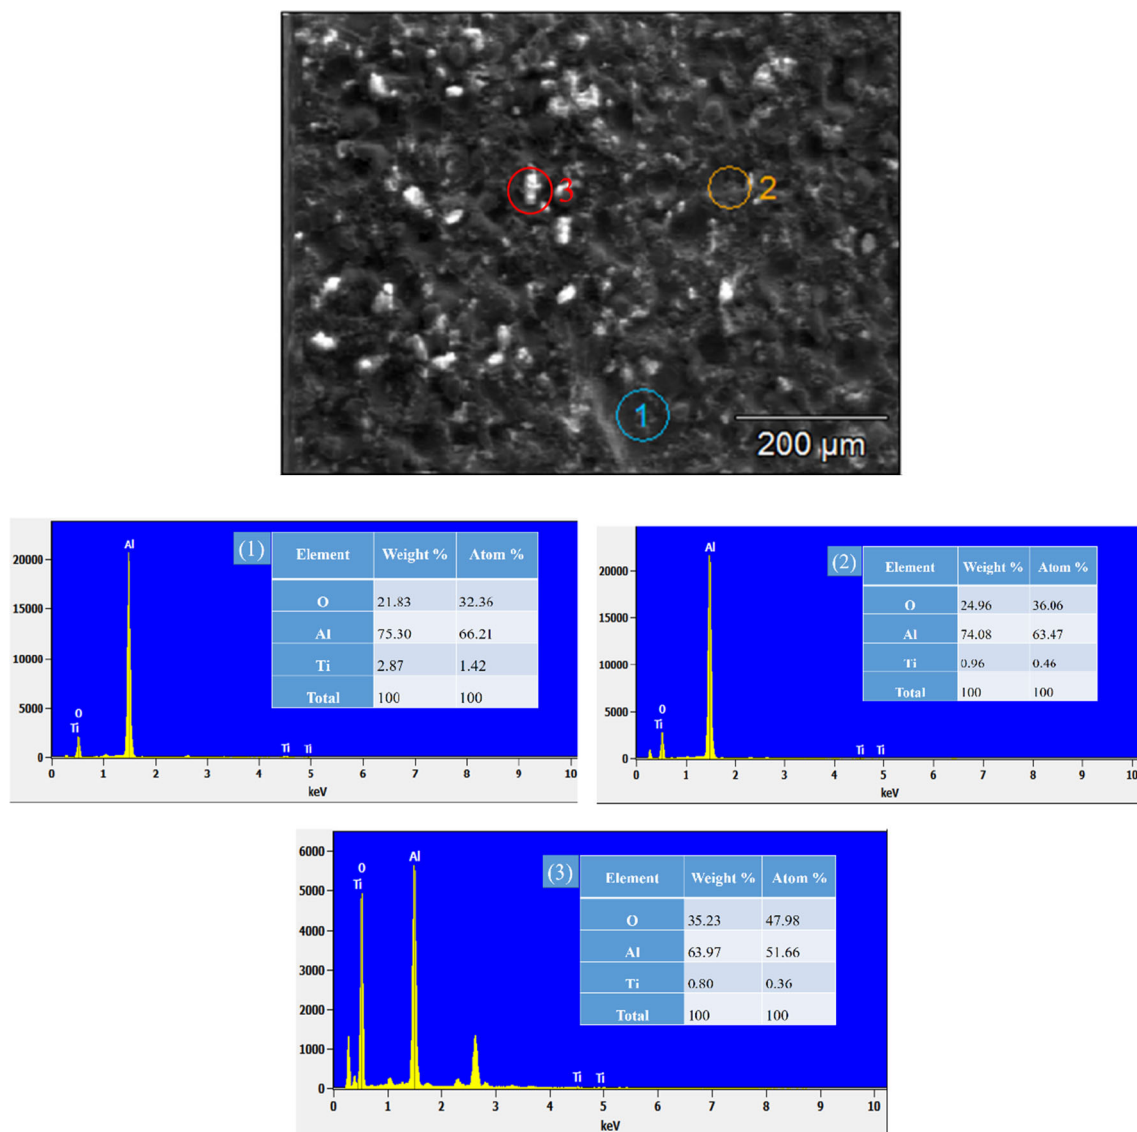 3
2
1
200 µm
(1)
Element Weight % Atom %
O 21.83 32.36
Al 75.30 66.21
Ti 2.87 1.42
Total 100 100
Al
O
Ti
Ti Ti
20000
15000
10000
5000
0
0 1 2 3 4 5 6 7 8 9 10
keV
(2)
Element Weight % Atom %
O 24.96 36.06
Al 74.08 63.47
Ti 0.96 0.46
Total 100 100
Al
O
Ti
Ti Ti
20000
15000
10000
5000
0
0 1 2 3 4 5 6 7 8 9 10
keV
(3)
Element Weight % Atom %
O 35.23 47.98
Al 63.97 51.66
Ti 0.80 0.36
Total 100 100
Al
O
Ti
Ti Ti
6000
5000
4000
3000
2000
1000
0
0 1 2 3 4 5 6 7 8 9 10
keV